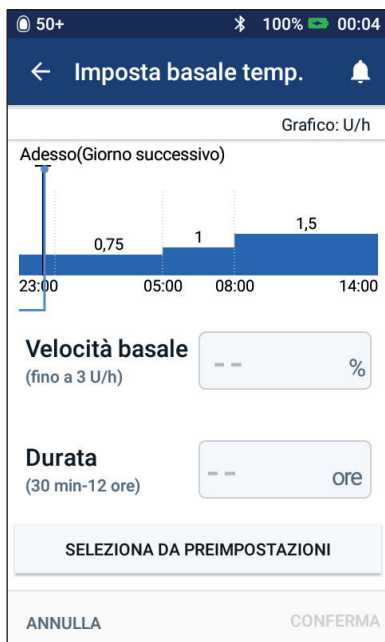 50+ 100% 00:04
Imposta basale temp.
Grafico: U/h
Adesso(Giorno successivo)
0,75 1 1,5
23:00 05:00 08:00 14:00
Velocità basale
(fino a 3 U/h)
-- %
Durata
(30 min-12 ore)
-- ore
SELEZIONA DA PREIMPOSTAZIONI
ANNULLA CONFERMA